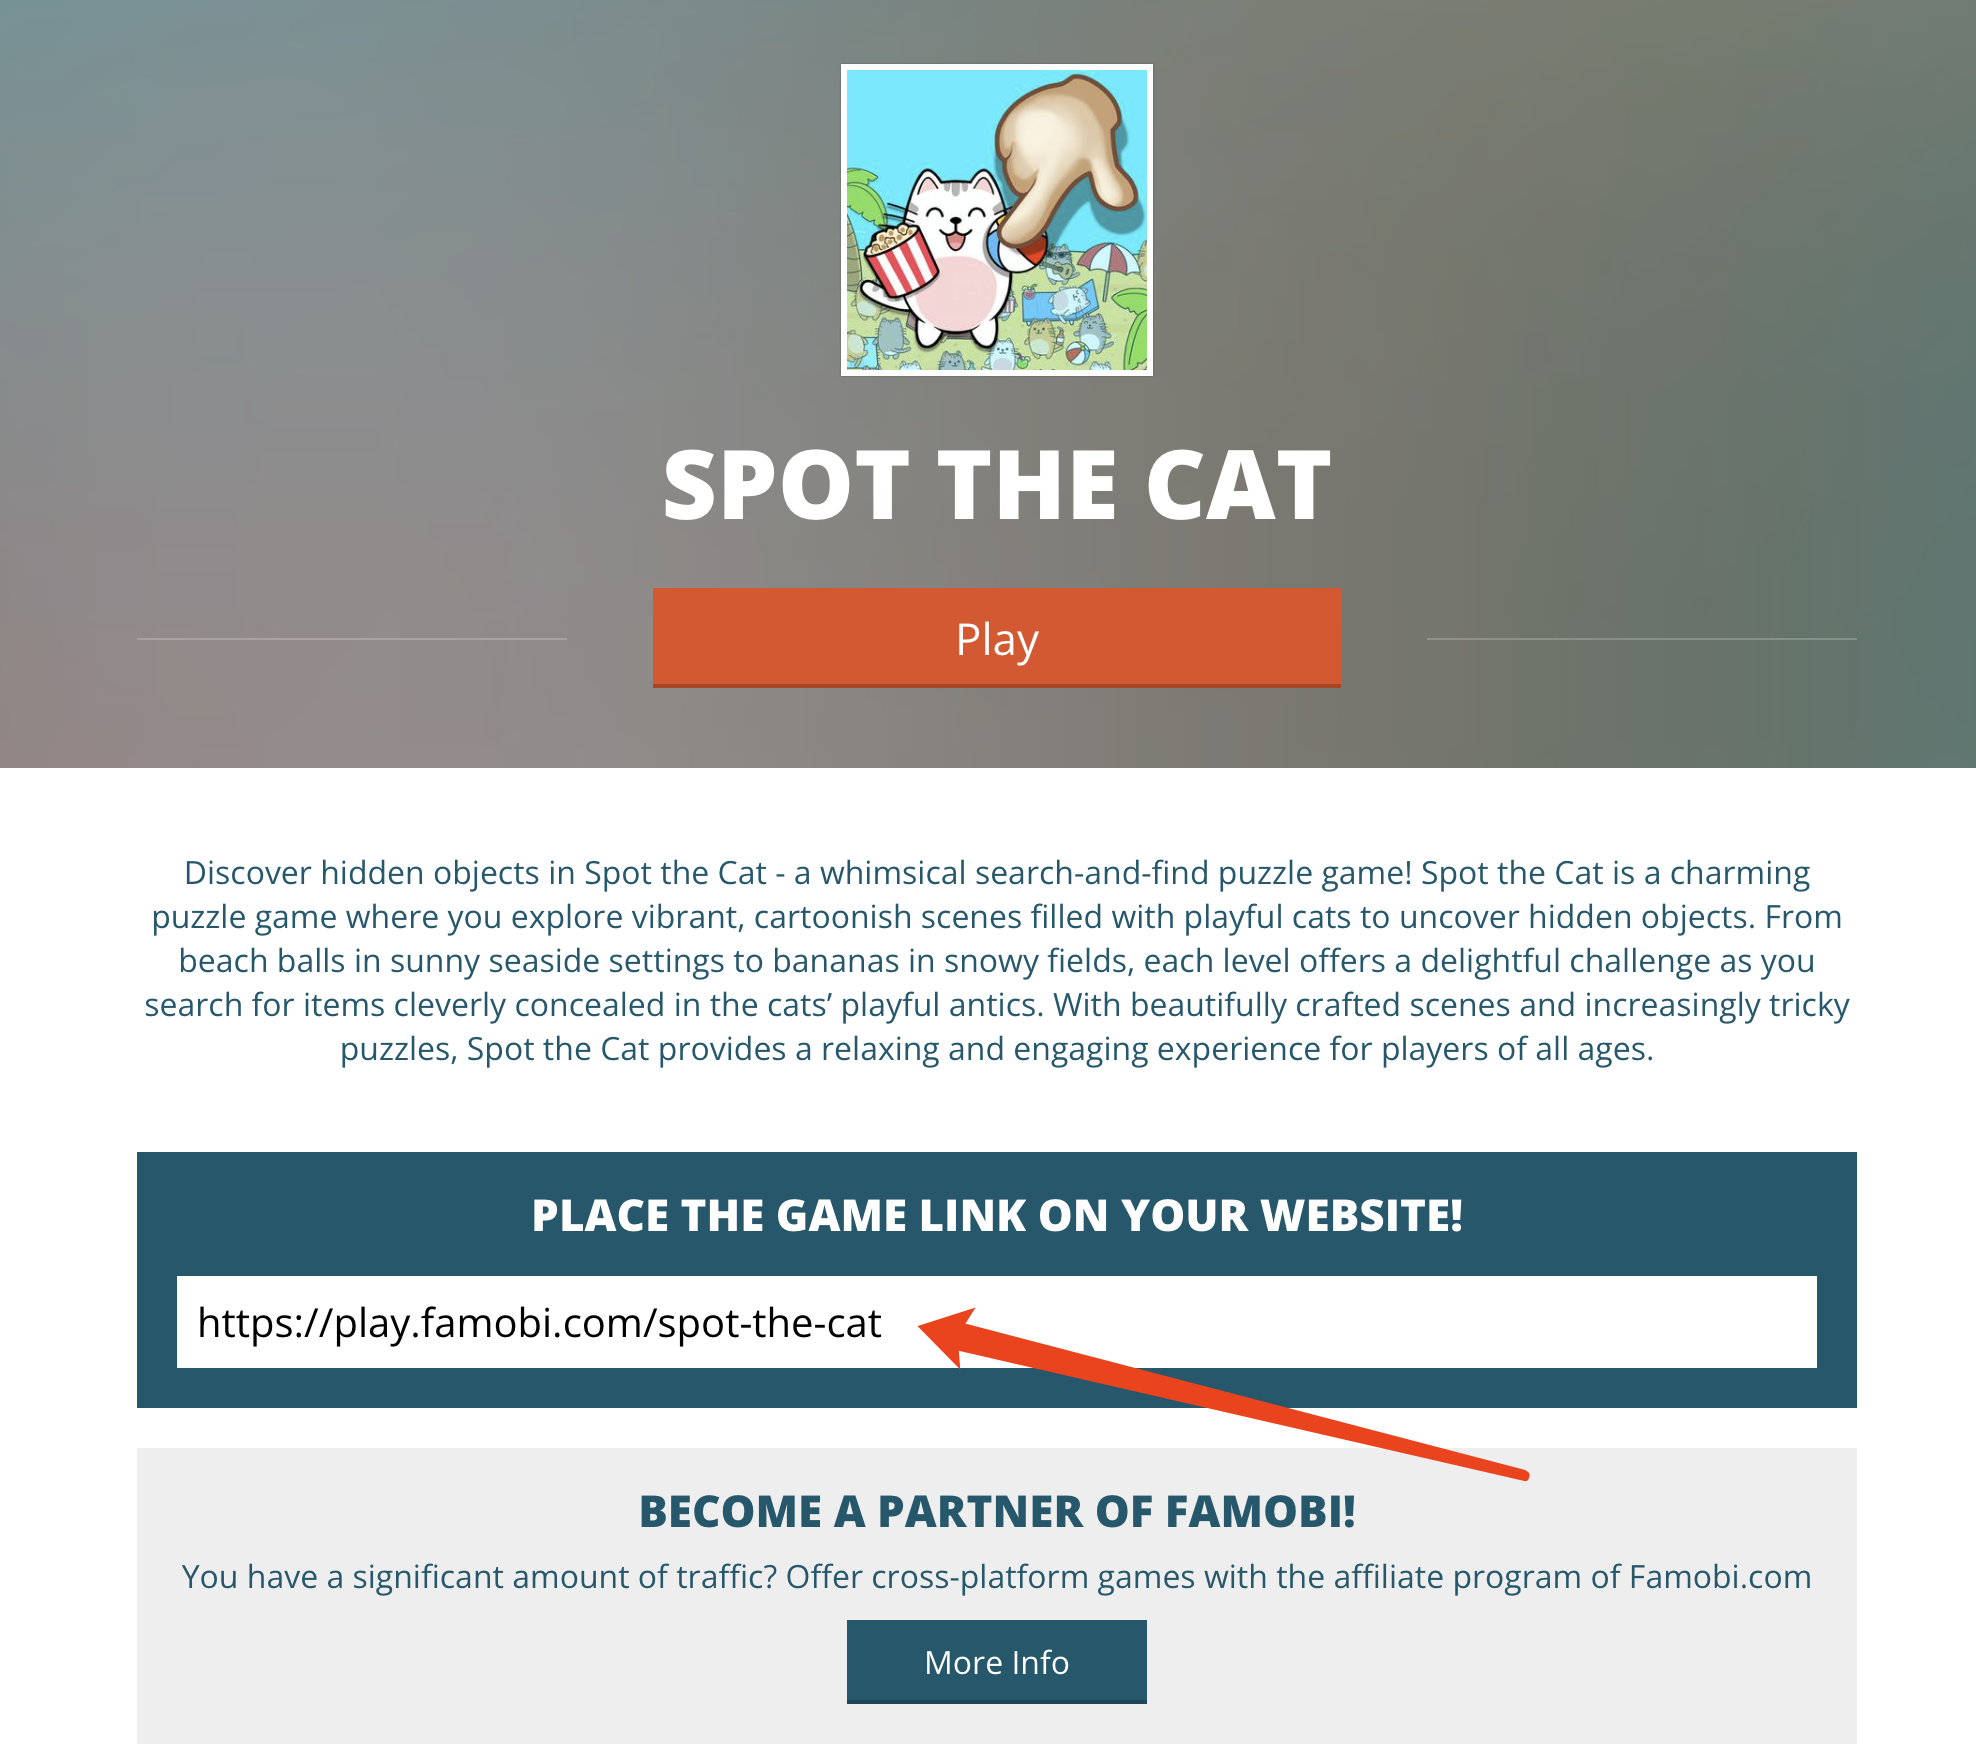 SPOT THE CAT
Play
Discover hidden objects in Spot the Cat - a whimsical search-and-find puzzle game! Spot the Cat is a charming
puzzle game where you explore vibrant, cartoonish scenes filled with playful cats to uncover hidden objects. From
beach balls in sunny seaside settings to bananas in snowy fields, each level offers a delightful challenge as you
search for items cleverly concealed in the cats’ playful antics. With beautifully crafted scenes and increasingly tricky
puzzles, Spot the Cat provides a relaxing and engaging experience for players of all ages.
PLACE THE GAME LINK ON YOUR WEBSITE!
https://play.famobi.com/spot-the-cat
BECOME A PARTNER OF FAMOBI!
You have a significant amount of traffic? Offer cross-platform games with the affiliate program of Famobi.com
More Info